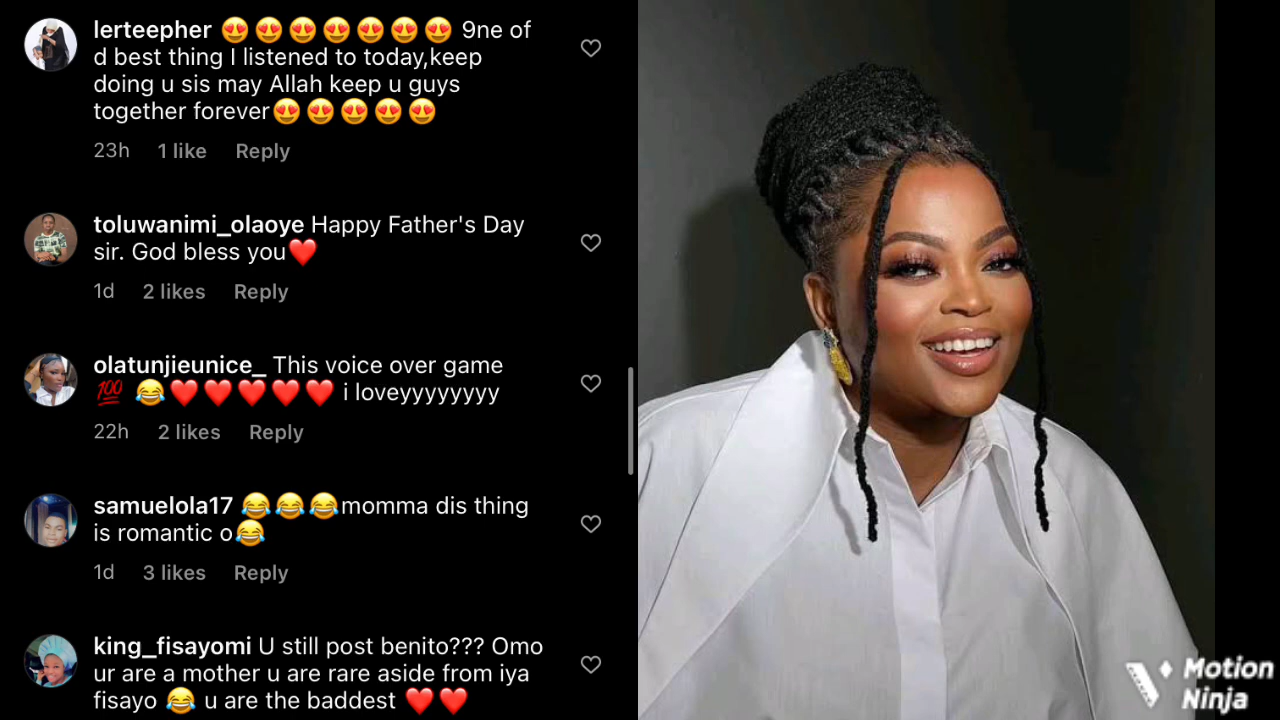 lerteepher 😍😍😍😍😍😍😍 9ne of
d best thing I listened to today,keep
doing u sis may Allah keep u guys
together forever😍😍😍😍😍
23h 1 like Reply
toluwanimi_olaoye Happy Father's Day
sir. God bless you❤️
1d 2 likes Reply
olatunjieunice_ This voice over game
💯 😂❤️❤️❤️❤️❤️ i loveyyyyyyyy
22h 2 likes Reply
samuelola17 😂😂😂momma dis thing
is romantic o😂
1d 3 likes Reply
king_fisayomi U still post benito??? Omo
ur are a mother u are rare aside from iya
fisayo 😂 u are the baddest ❤️❤️
Motion
Ninja